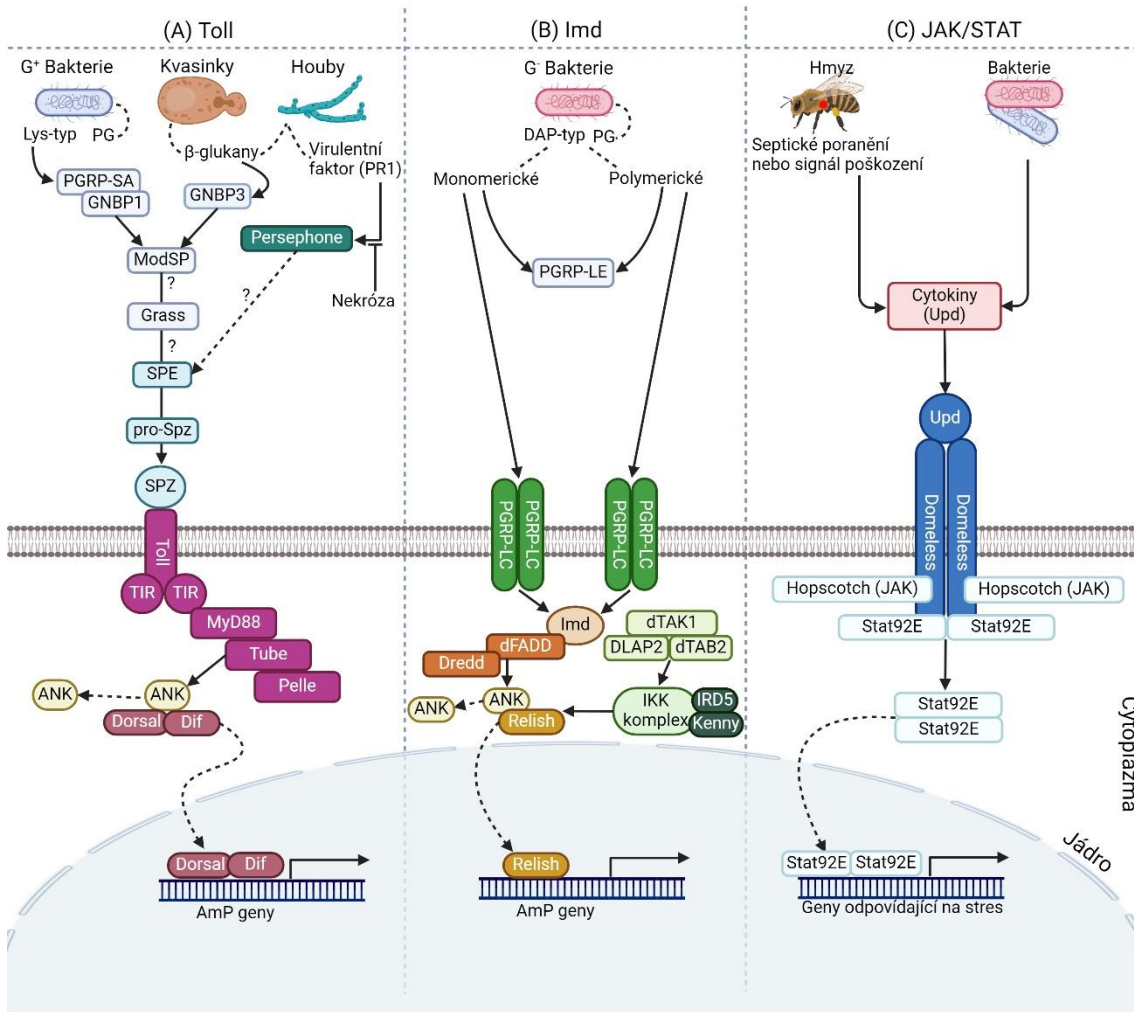 (A) Toll
(B) Imd
(C) JAK/STAT
G⁺ Bakterie
Kvasinky
Houby
Lys-typ
PG
β-glukany
Virulentní
faktor (PR1)
PGRP-SA
GNBP1
GNBP3
Persephone
ModSP
?
Grass
?
?
Nekróza
SPE
pro-Spz
SPZ
Toll
TIR
TIR
MyD88
Tube
Pelle
ANK
ANK
Dorsal
Dif
Dorsal
Dif
AmP geny
G⁻ Bakterie
DAP-typ
PG
Monomerické
Polymerické
PGRP-LE
PGRP-LC
PGRP-LC
PGRP-LC
PGRP-LC
Imd
dFADD
Dredd
dTAK1
DLAP2
dTAB2
ANK
ANK
Relish
IKK
komplex
IRD5
Kenny
Relish
AmP geny
Hmyz
Bakterie
Septické poranění
nebo signál poškození
Cytokiny
(Upd)
Upd
Domeless
Domeless
Hopscotch (JAK)
Hopscotch (JAK)
Stat92E
Stat92E
Stat92E
Stat92E
Stat92E
Stat92E
Geny odpovídající na stres
Cytoplazma
Jádro